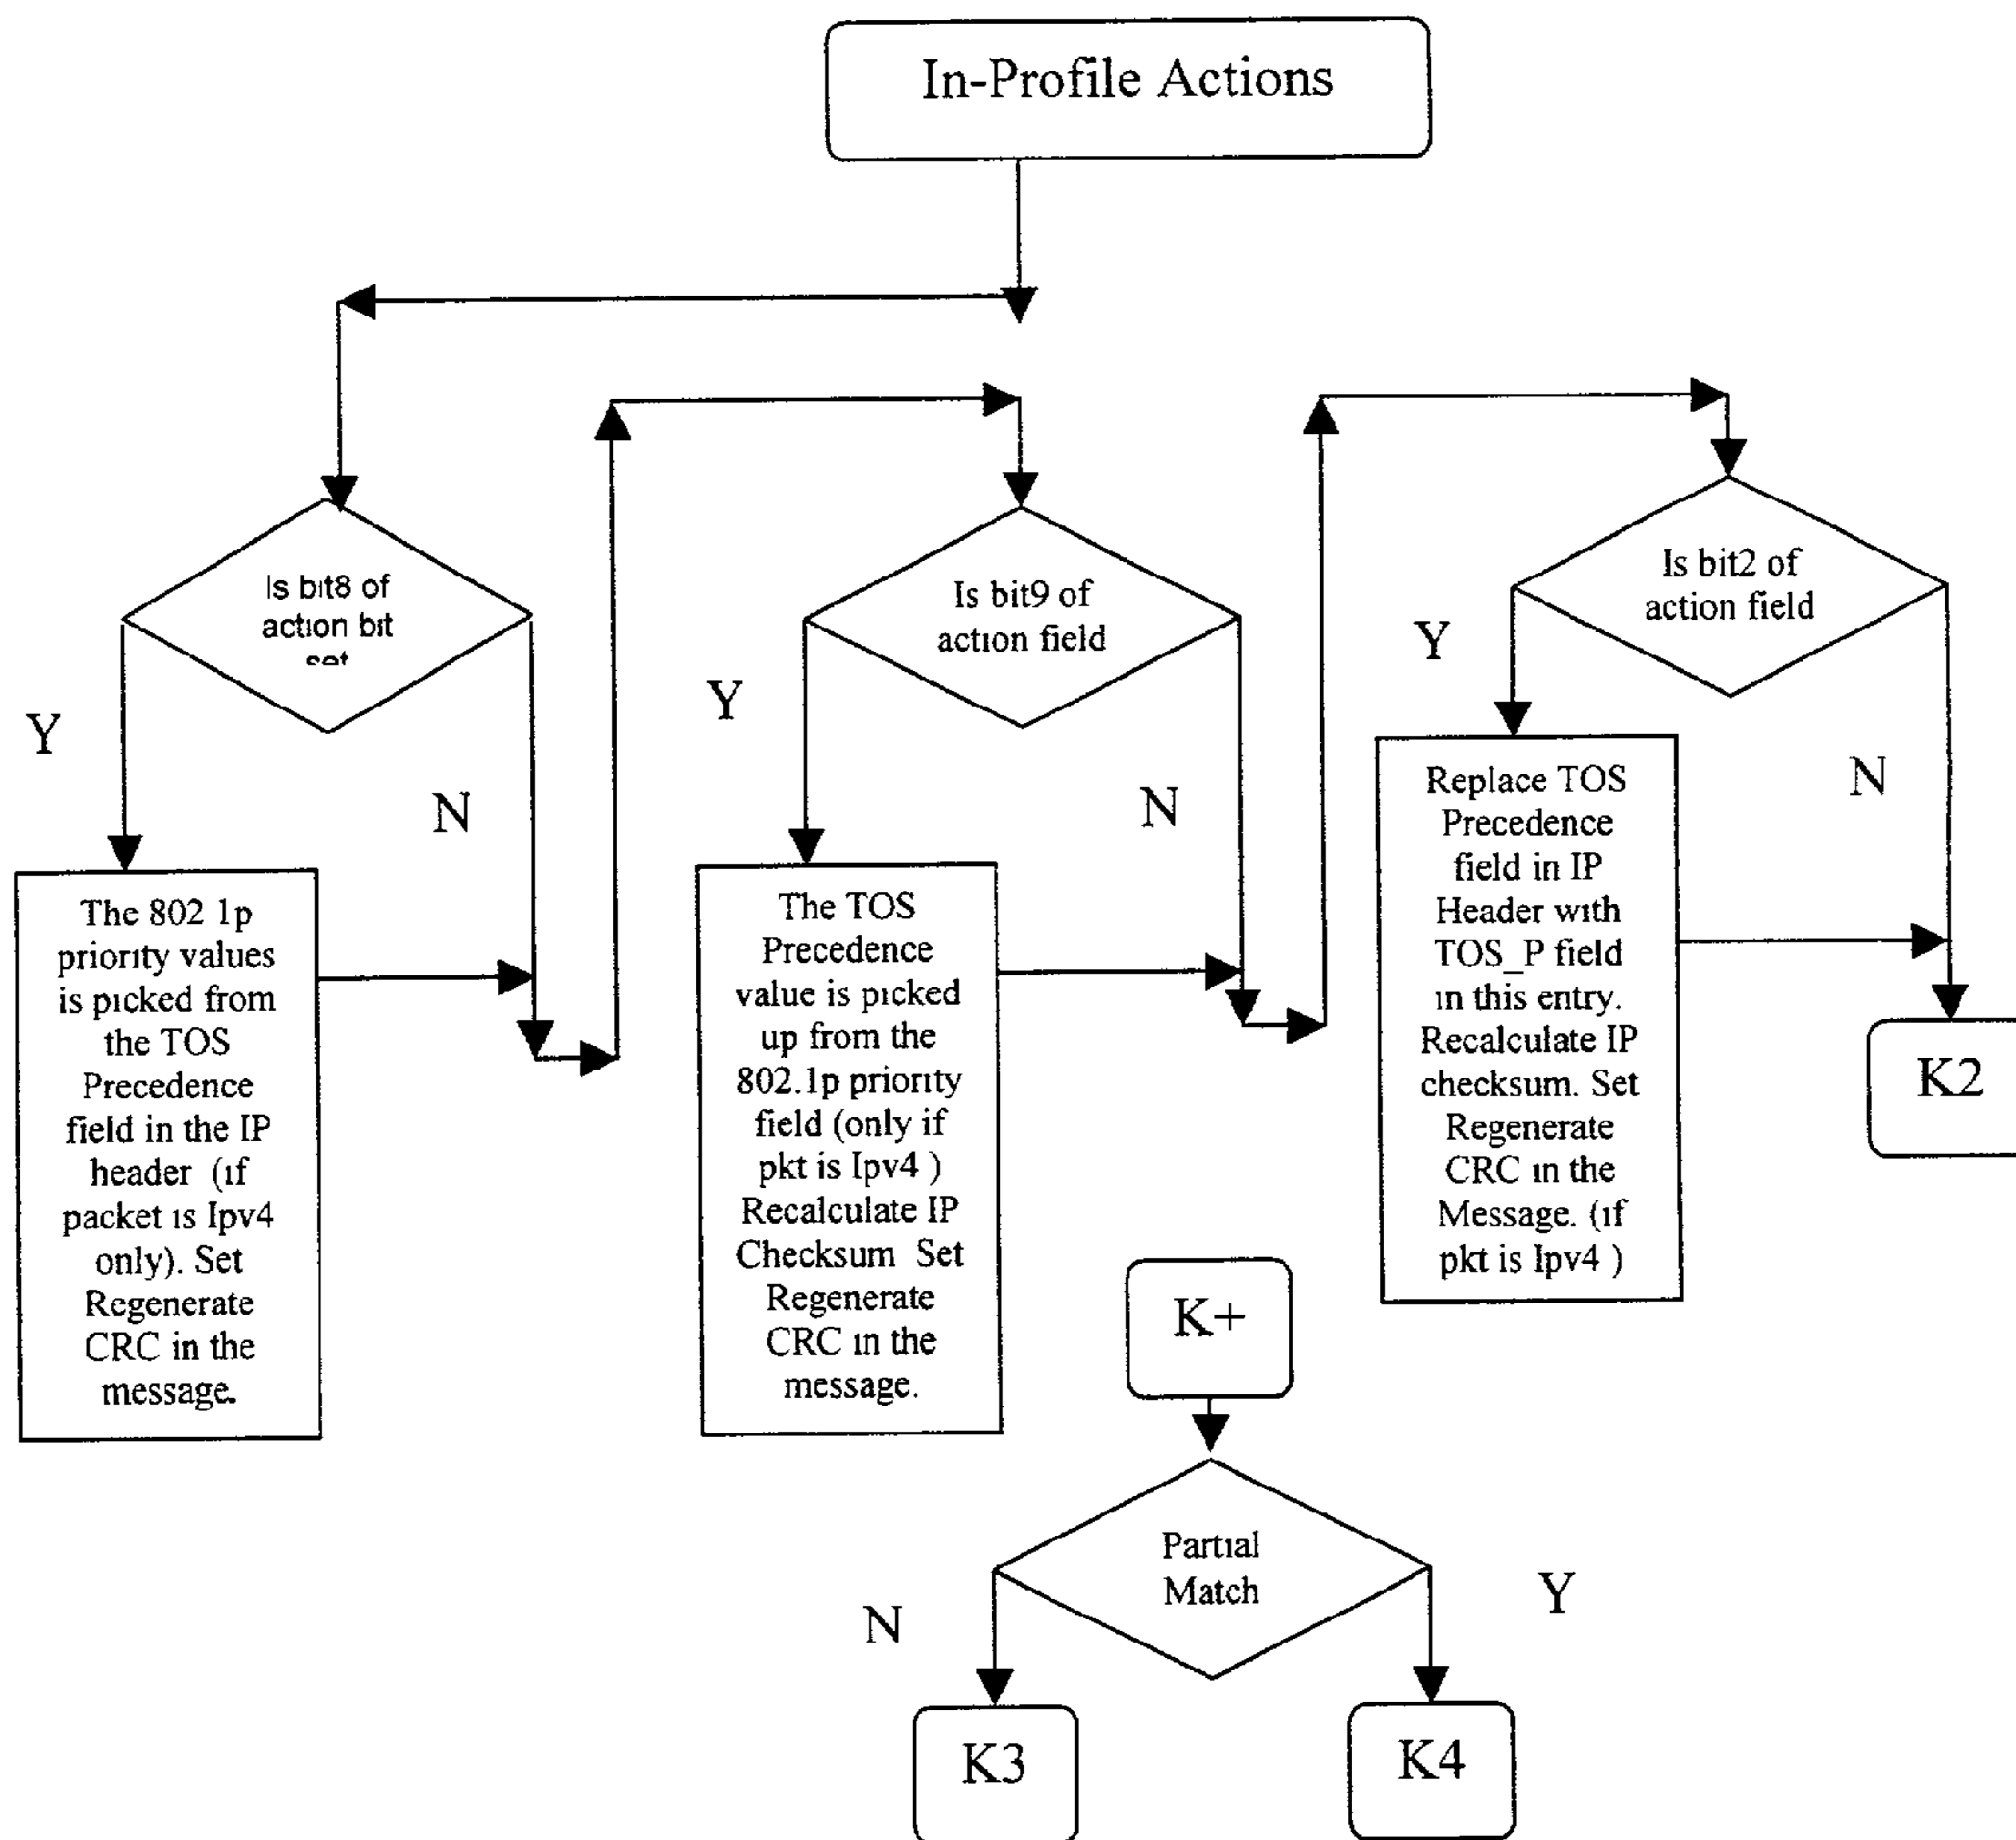 In-Profile Actions
Is bit8 of
action bit
set
Y
N
The 802 1p
priority values
is picked from
the TOS
Precedence
field in the IP
header (if
packet is Ipv4
only). Set
Regenerate
CRC in the
message.
Is bit9 of
action field
Y
N
The TOS
Precedence
value is picked
up from the
802.1p priority
field (only if
pkt is Ipv4 )
Recalculate IP
Checksum Set
Regenerate
CRC in the
message.
Is bit2 of
action field
Y
N
Replace TOS
Precedence
field in IP
Header with
TOS_P field
in this entry.
Recalculate IP
checksum. Set
Regenerate
CRC in the
Message. (if
pkt is Ipv4 )
K2
K+
Partial
Match
N
Y
K3
K4